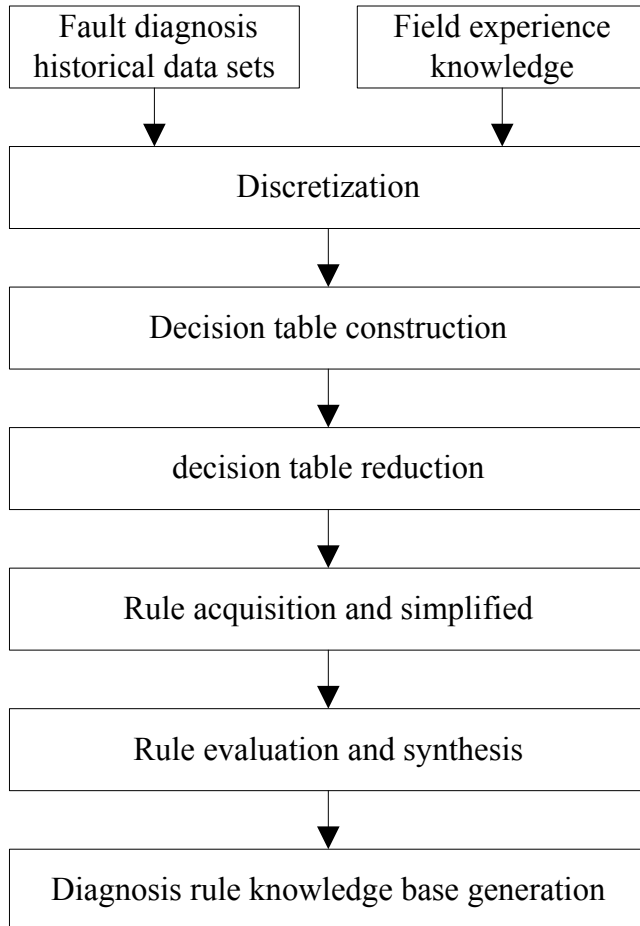 Fault diagnosis
historical data sets
Field experience
knowledge
Discretization
Decision table construction
decision table reduction
Rule acquisition and simplified
Rule evaluation and synthesis
Diagnosis rule knowledge base generation